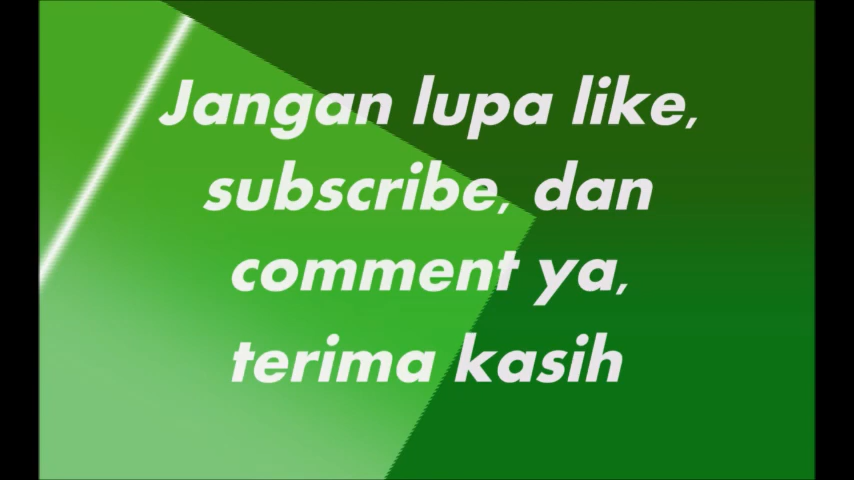 Jangan lupa like,
subscribe, dan
comment ya,
terima kasih